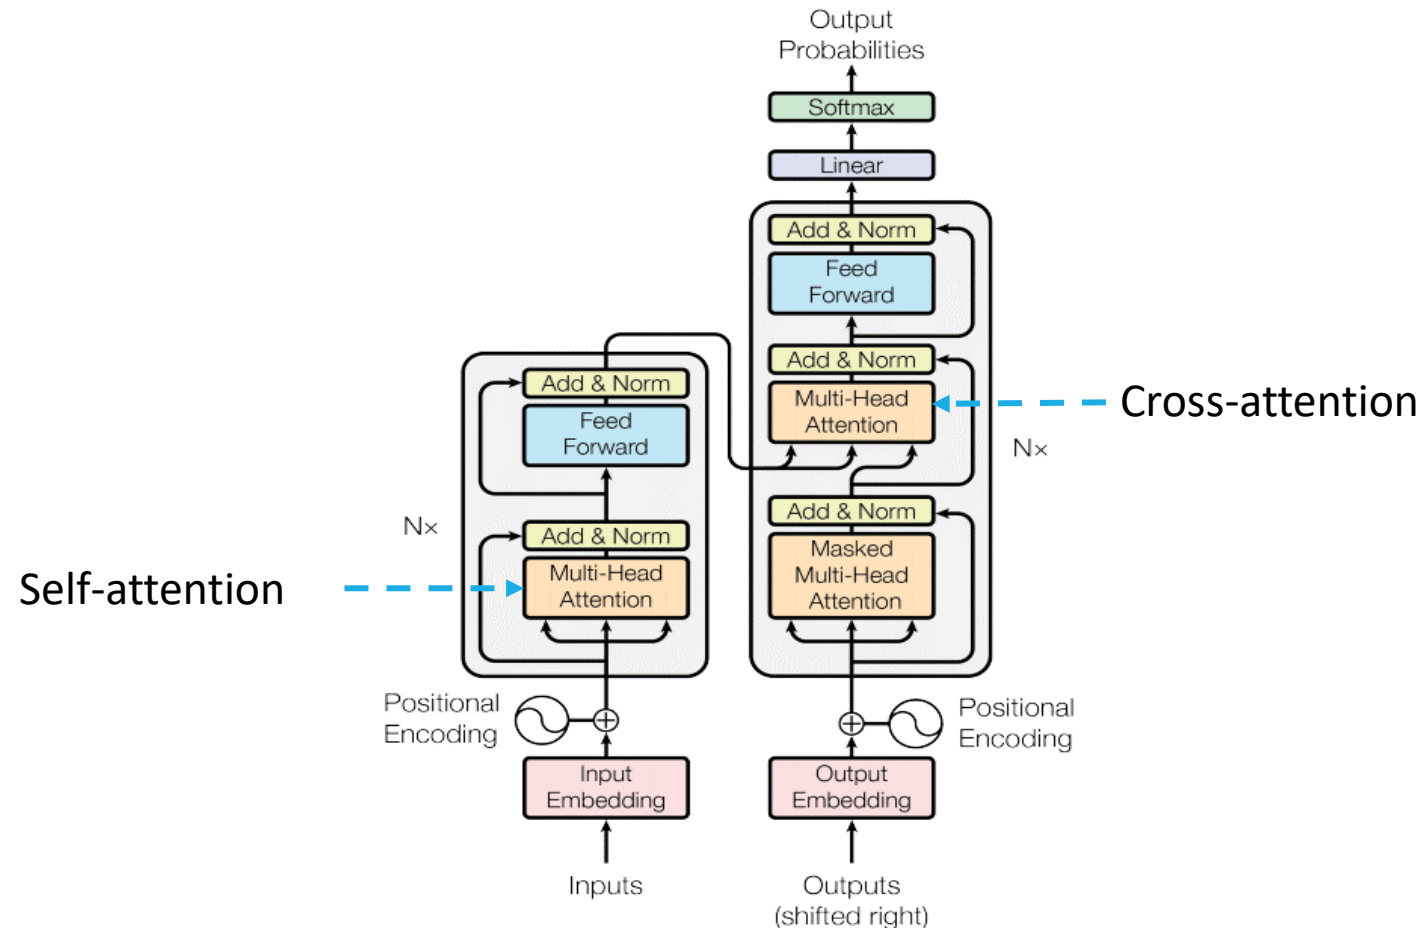 Output
Probabilities
Softmax
Linear
Add & Norm
Feed
Forward
Add & Norm
Multi-Head
Attention
Cross-attention
Nx
Add & Norm
Masked
Multi-Head
Attention
Add & Norm
Feed
Forward
Nx
Add & Norm
Multi-Head
Attention
Self-attention
Positional
Encoding
Positional
Encoding
Input
Embedding
Output
Embedding
Inputs
Outputs
(shifted right)